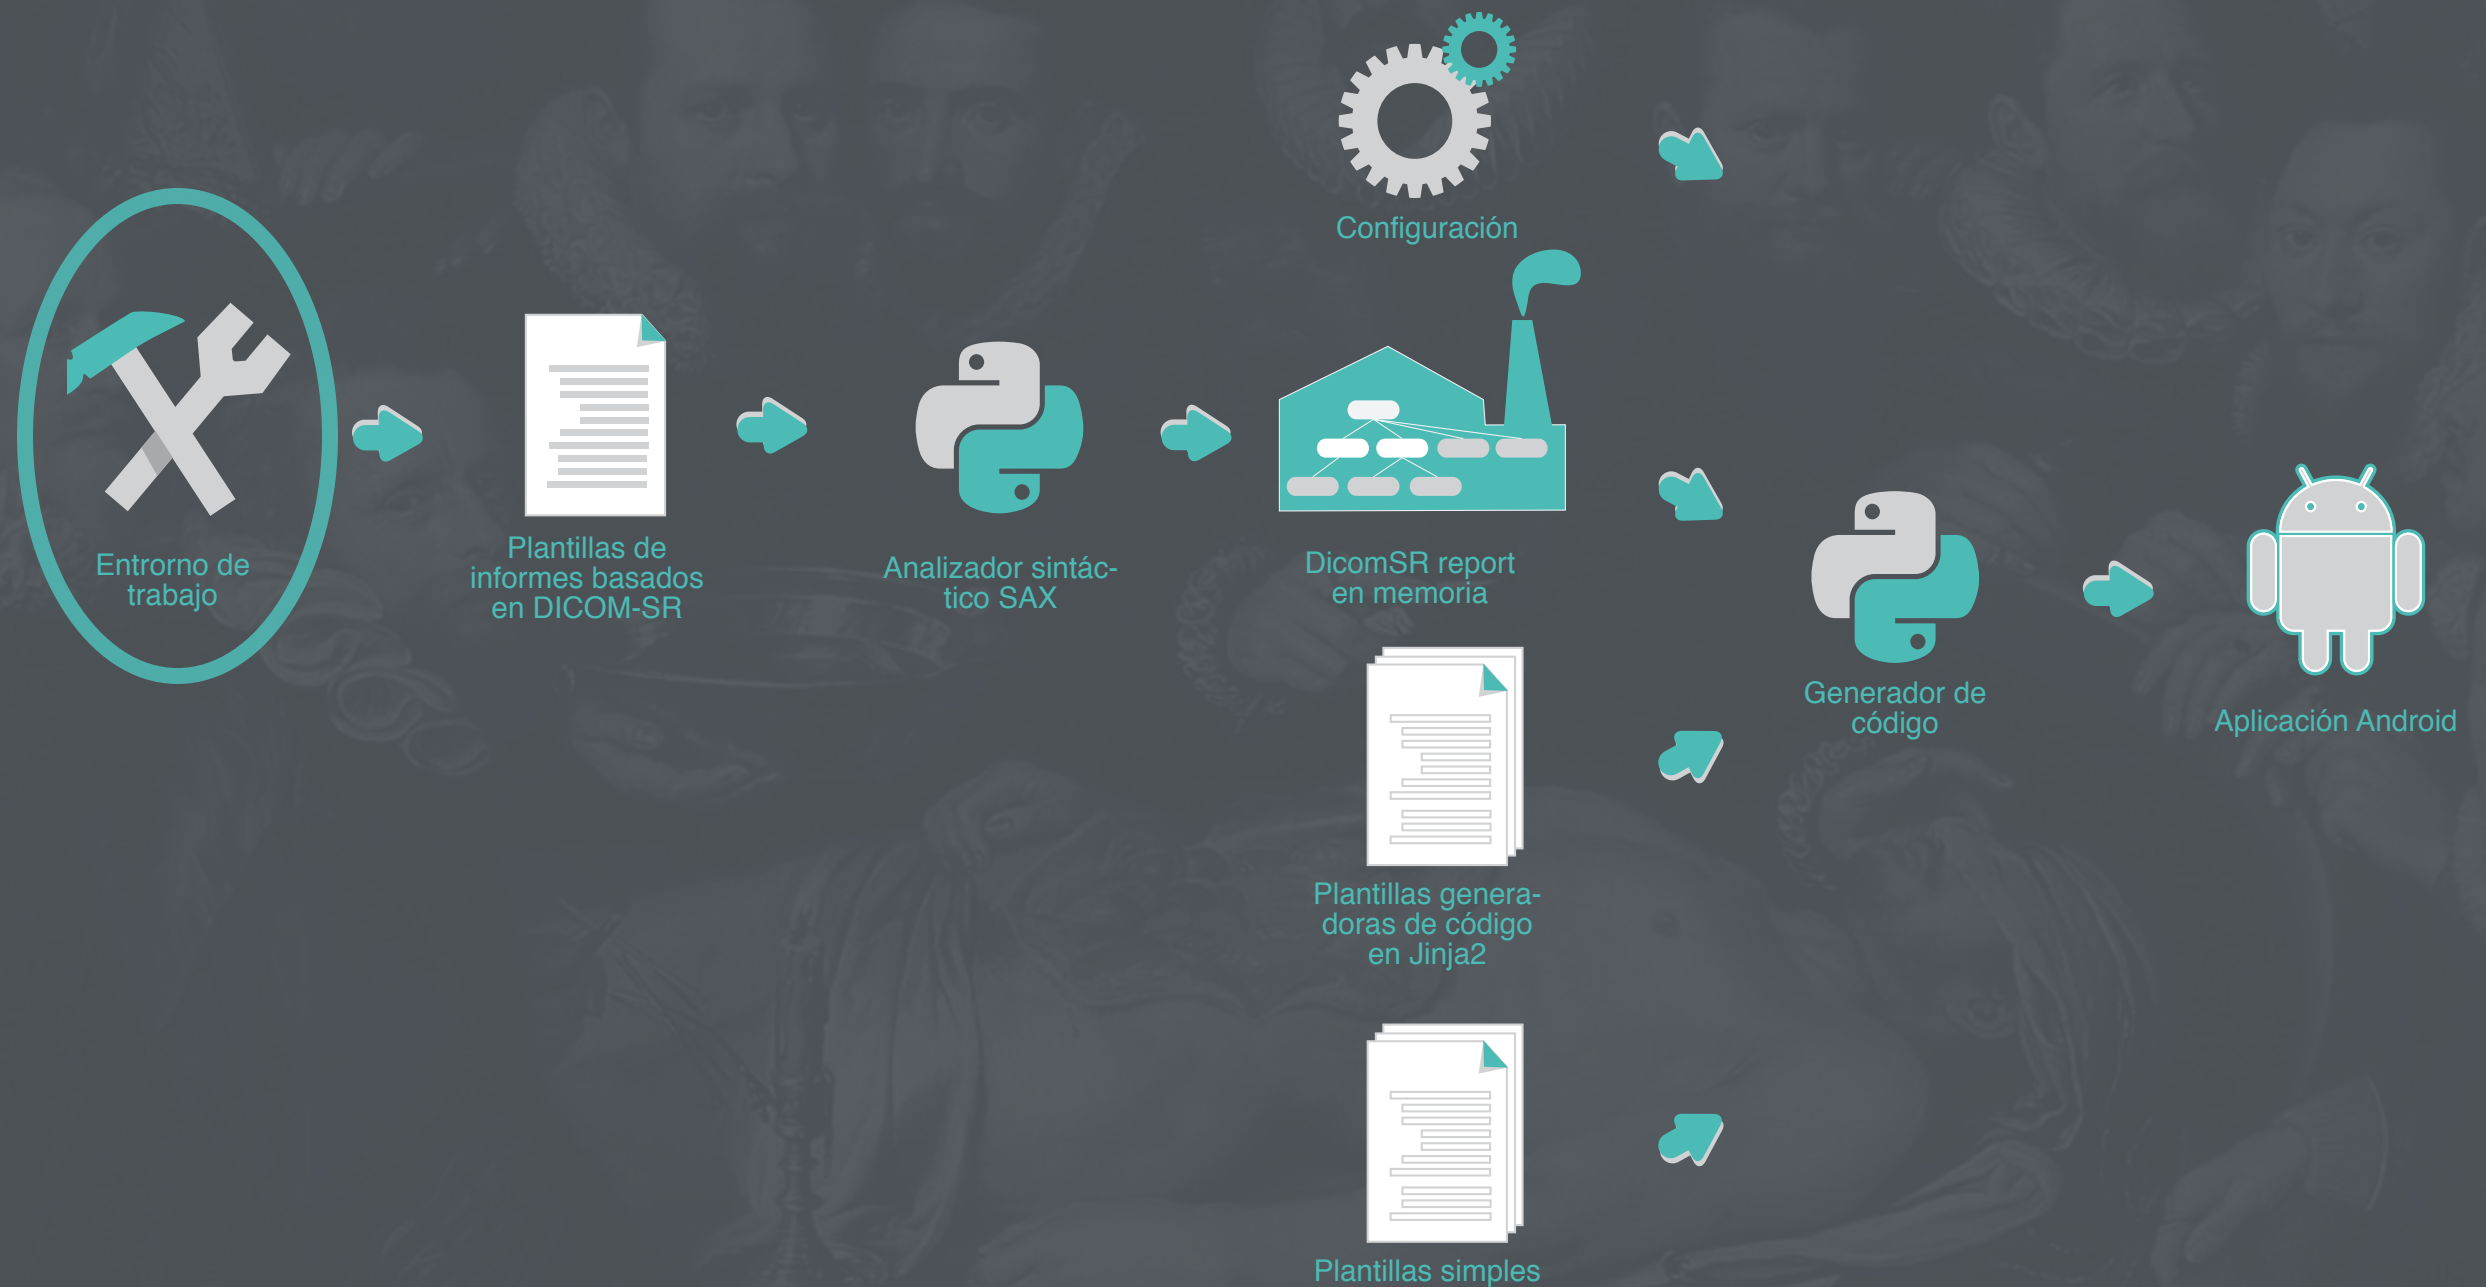 Configuración
Entrorno de
trabajo
Plantillas de
informes basados
en DICOM-SR
Analizador sintác-
tico SAX
DicomSR report
en memoria
Generador de
código
Aplicación Android
Plantillas genera-
doras de código
en Jinja2
Plantillas simples